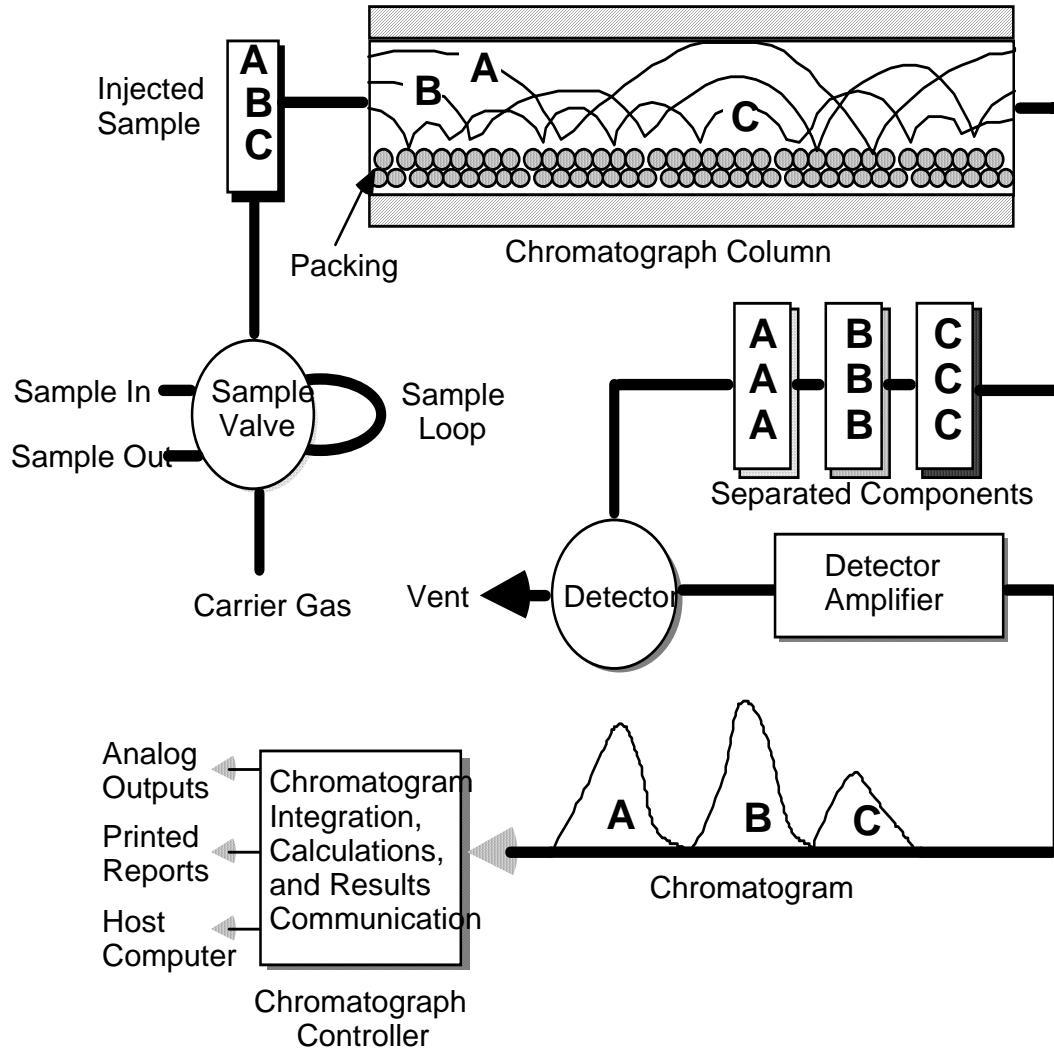 Injected
Sample
A
B
C
A
B
C
Packing
Chromatograph Column
Sample In
Sample Out
Sample
Valve
Sample
Loop
Carrier Gas
A
A
A
B
B
B
C
C
C
Separated Components
Vent
Detector
Detector
Amplifier
Analog
Outputs
Printed
Reports
Host
Computer
Chromatogram
Integration,
Calculations,
and Results
Communication
Chromatograph
Controller
A
B
C
Chromatogram